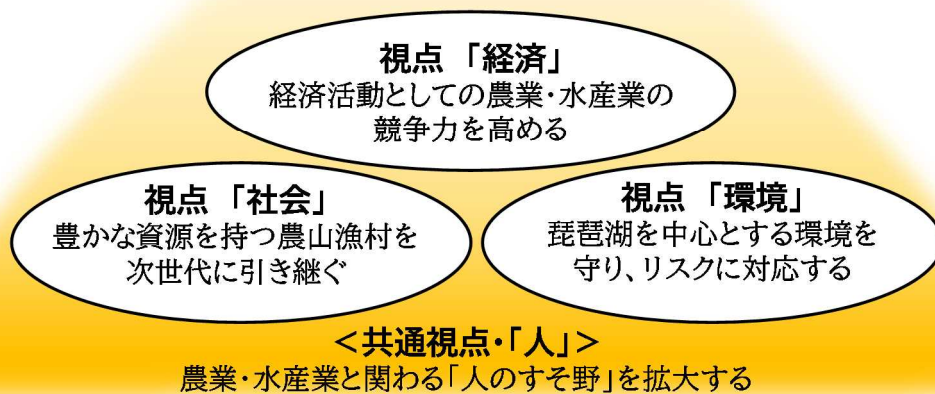 視点 「経済」
経済活動としての農業・水産業の
競争力を高める
視点 「社会」
豊かな資源を持つ農山漁村を
次世代に引き継ぐ
視点 「環境」
琵琶湖を中心とする環境を
守り、リスクに対応する
＜共通視点・「人」＞
農業・水産業と関わる「人のすそ野」を拡大する